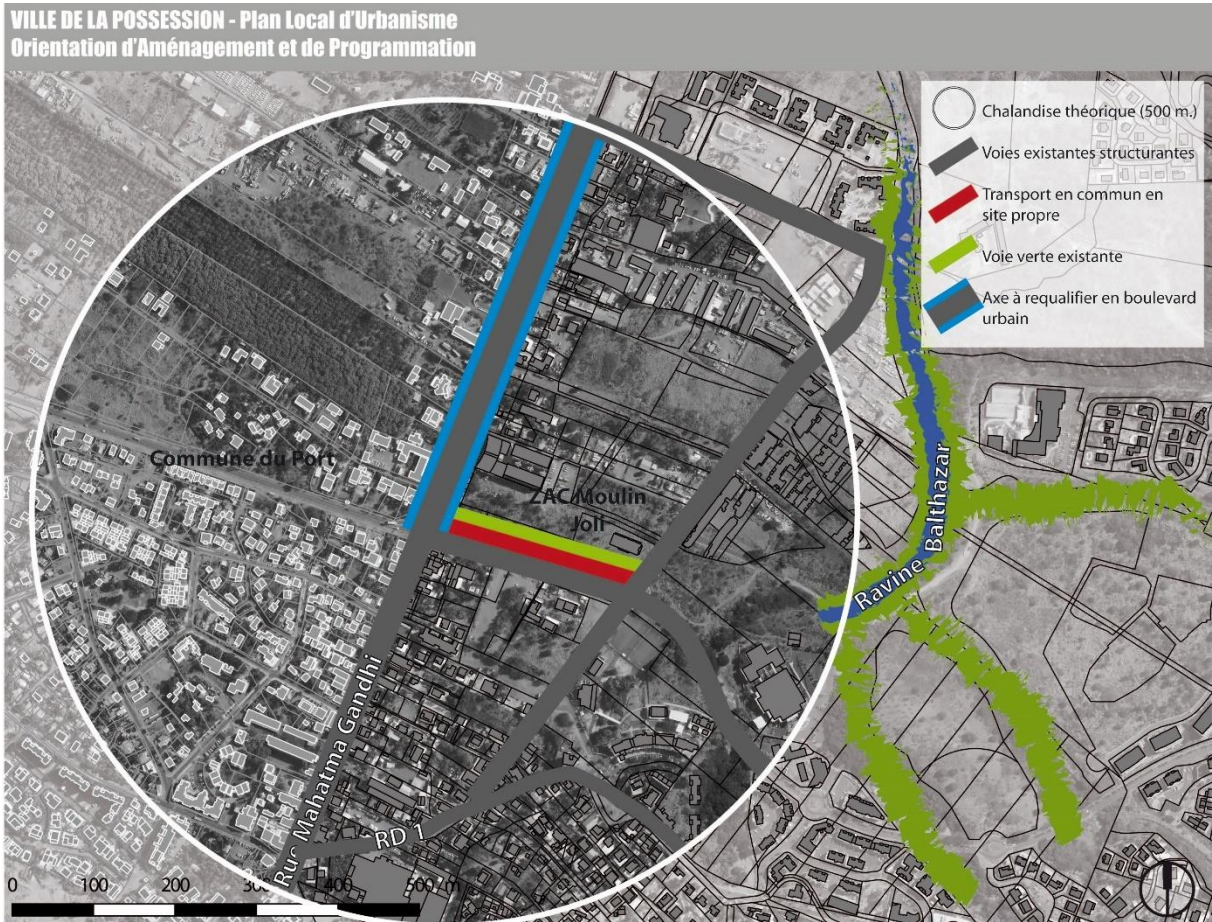 VILLE DE LA POSSESSION - Plan Local d'Urbanisme
Orientation d'Aménagement et de Programmation
Chalandise théorique (500 m.)
Voies existantes structurantes
Transport en commun en
site propre
Voie verte existante
Axe à requalifier en boulevard
urbain
Commune du Port
ZAC Moulin
Joli
Ravine Balthazar
Rue Mahatma Gandhi
RD 1
0 100 200 300 400 500 m